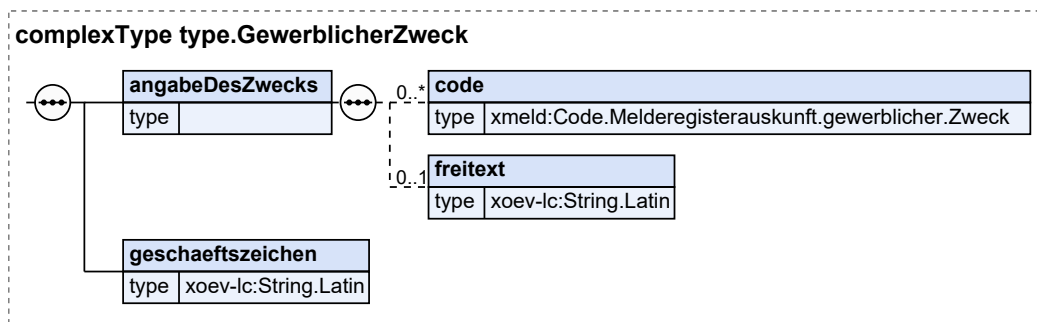 complexType type.GewerblicherZweck
angabeDesZwecks
type
0..*
code
type xmeld:Code.Melderegisterauskunft.gewerblicher.Zweck
0..1
freitext
type xoev-lc:String.Latin
geschaeftszeichen
type xoev-lc:String.Latin